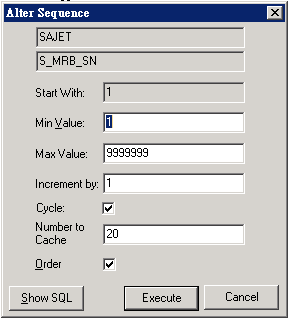 Alter Sequence
SAJET
S_MRB_SN
Start With: 1
Min Value: 1
Max Value: 9999999
Increment by: 1
Cycle:
Number to
Cache 20
Order
Show SQL Execute Cancel